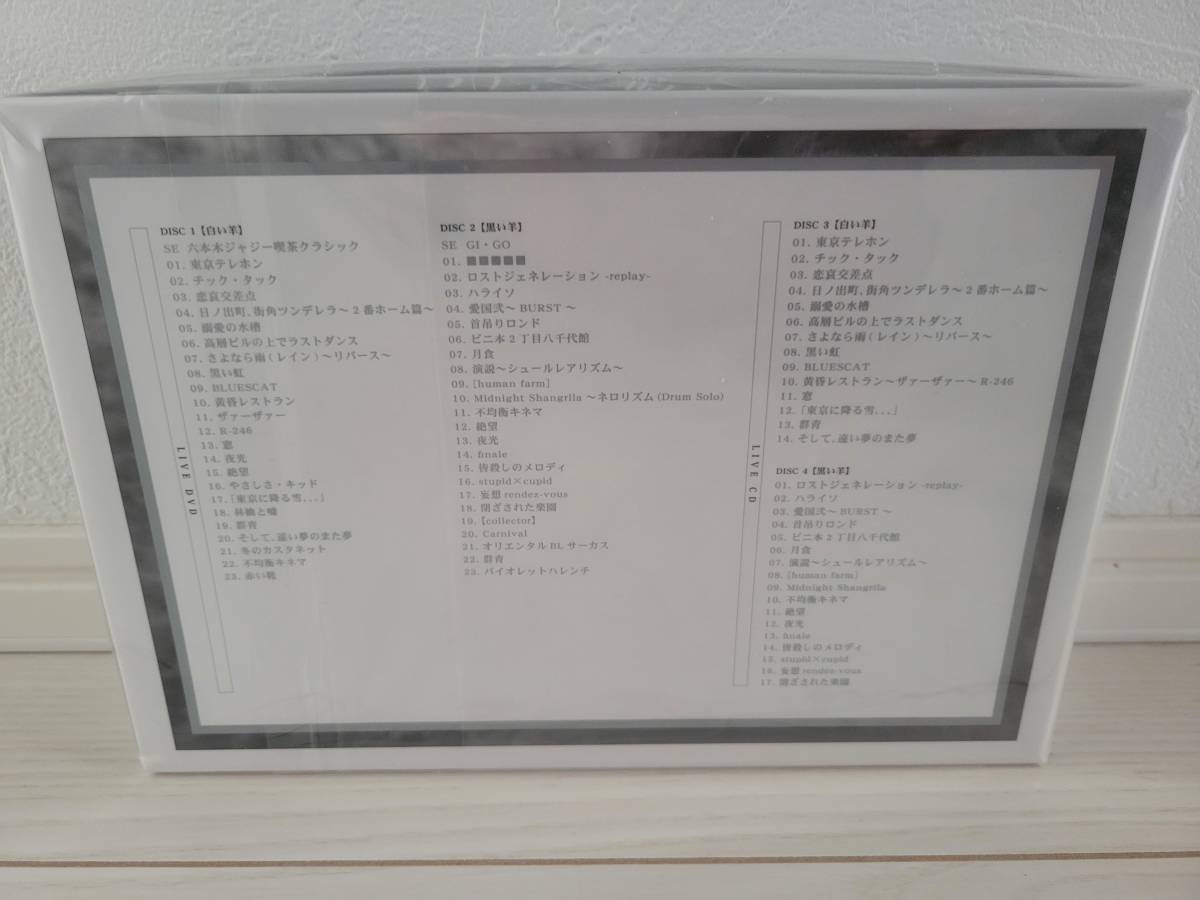 DISC 1【白い羊】
SE 六本木ジャジー喫茶クラシック
01. 東京テレホン
02. チック・タック
03. 恋哀交差点
04. 日ノ出町、街角ツンデレラ～2番ホーム篇～
05. 溺愛の水槽
06. 高層ビルの上でラストダンス
07. さよなら雨(レイン)～リバース～
08. 黒い虹
09. BLUESCAT
10. 黄昏レストラン
11. ザァーザァー
12. R-246
13. 窓
14. 夜光
15. 絶望
16. やさしさ・キッド
17.「東京に降る雪...」
18. 林檎と嘘
19. 群青
20. そして、遠い夢のまた夢
21. 冬のカスタネット
22. 不均衡キネマ
23. 赤い靴
LIVE DVD
DISC 2【黒い羊】
SE GI・GO
01. ■■■■■
02. ロストジェネレーション -replay-
03. ハライソ
04. 愛国弐～BURST～
05. 首吊りロンド
06. ビニ本2丁目八千代館
07. 月食
08. 演説～シュールレアリズム～
09. [human farm]
10. Midnight Shangrila～ネロリズム(Drum Solo)
11. 不均衡キネマ
12. 絶望
13. 夜光
14. finale
15. 皆殺しのメロディ
16. stupid×cupid
17. 妄想rendez-vous
18. 閉ざされた楽園
19. 【collector】
20. Carnival
21. オリエンタルBLサーカス
22. 群青
23. バイオレットハレンチ
DISC 3【白い羊】
01. 東京テレホン
02. チック・タック
03. 恋哀交差点
04. 日ノ出町、街角ツンデレラ～2番ホーム篇～
05. 溺愛の水槽
06. 高層ビルの上でラストダンス
07. さよなら雨(レイン)～リバース～
08. 黒い虹
09. BLUESCAT
10. 黄昏レストラン～ザァーザァー～R-246
11. 窓
12.「東京に降る雪...」
13. 群青
14. そして、遠い夢のまた夢
LIVE CD
DISC 4【黒い羊】
01. ロストジェネレーション -replay-
02. ハライソ
03. 愛国弐～BURST～
04. 首吊りロンド
05. ビニ本2丁目八千代館
06. 月食
07. 演説～シュールレアリズム～
08. [human farm]
09. Midnight Shangrila
10. 不均衡キネマ
11. 絶望
12. 夜光
13. finale
14. 皆殺しのメロディ
15. stupid×cupid
16. 妄想rendez-vous
17. 閉ざされた楽園